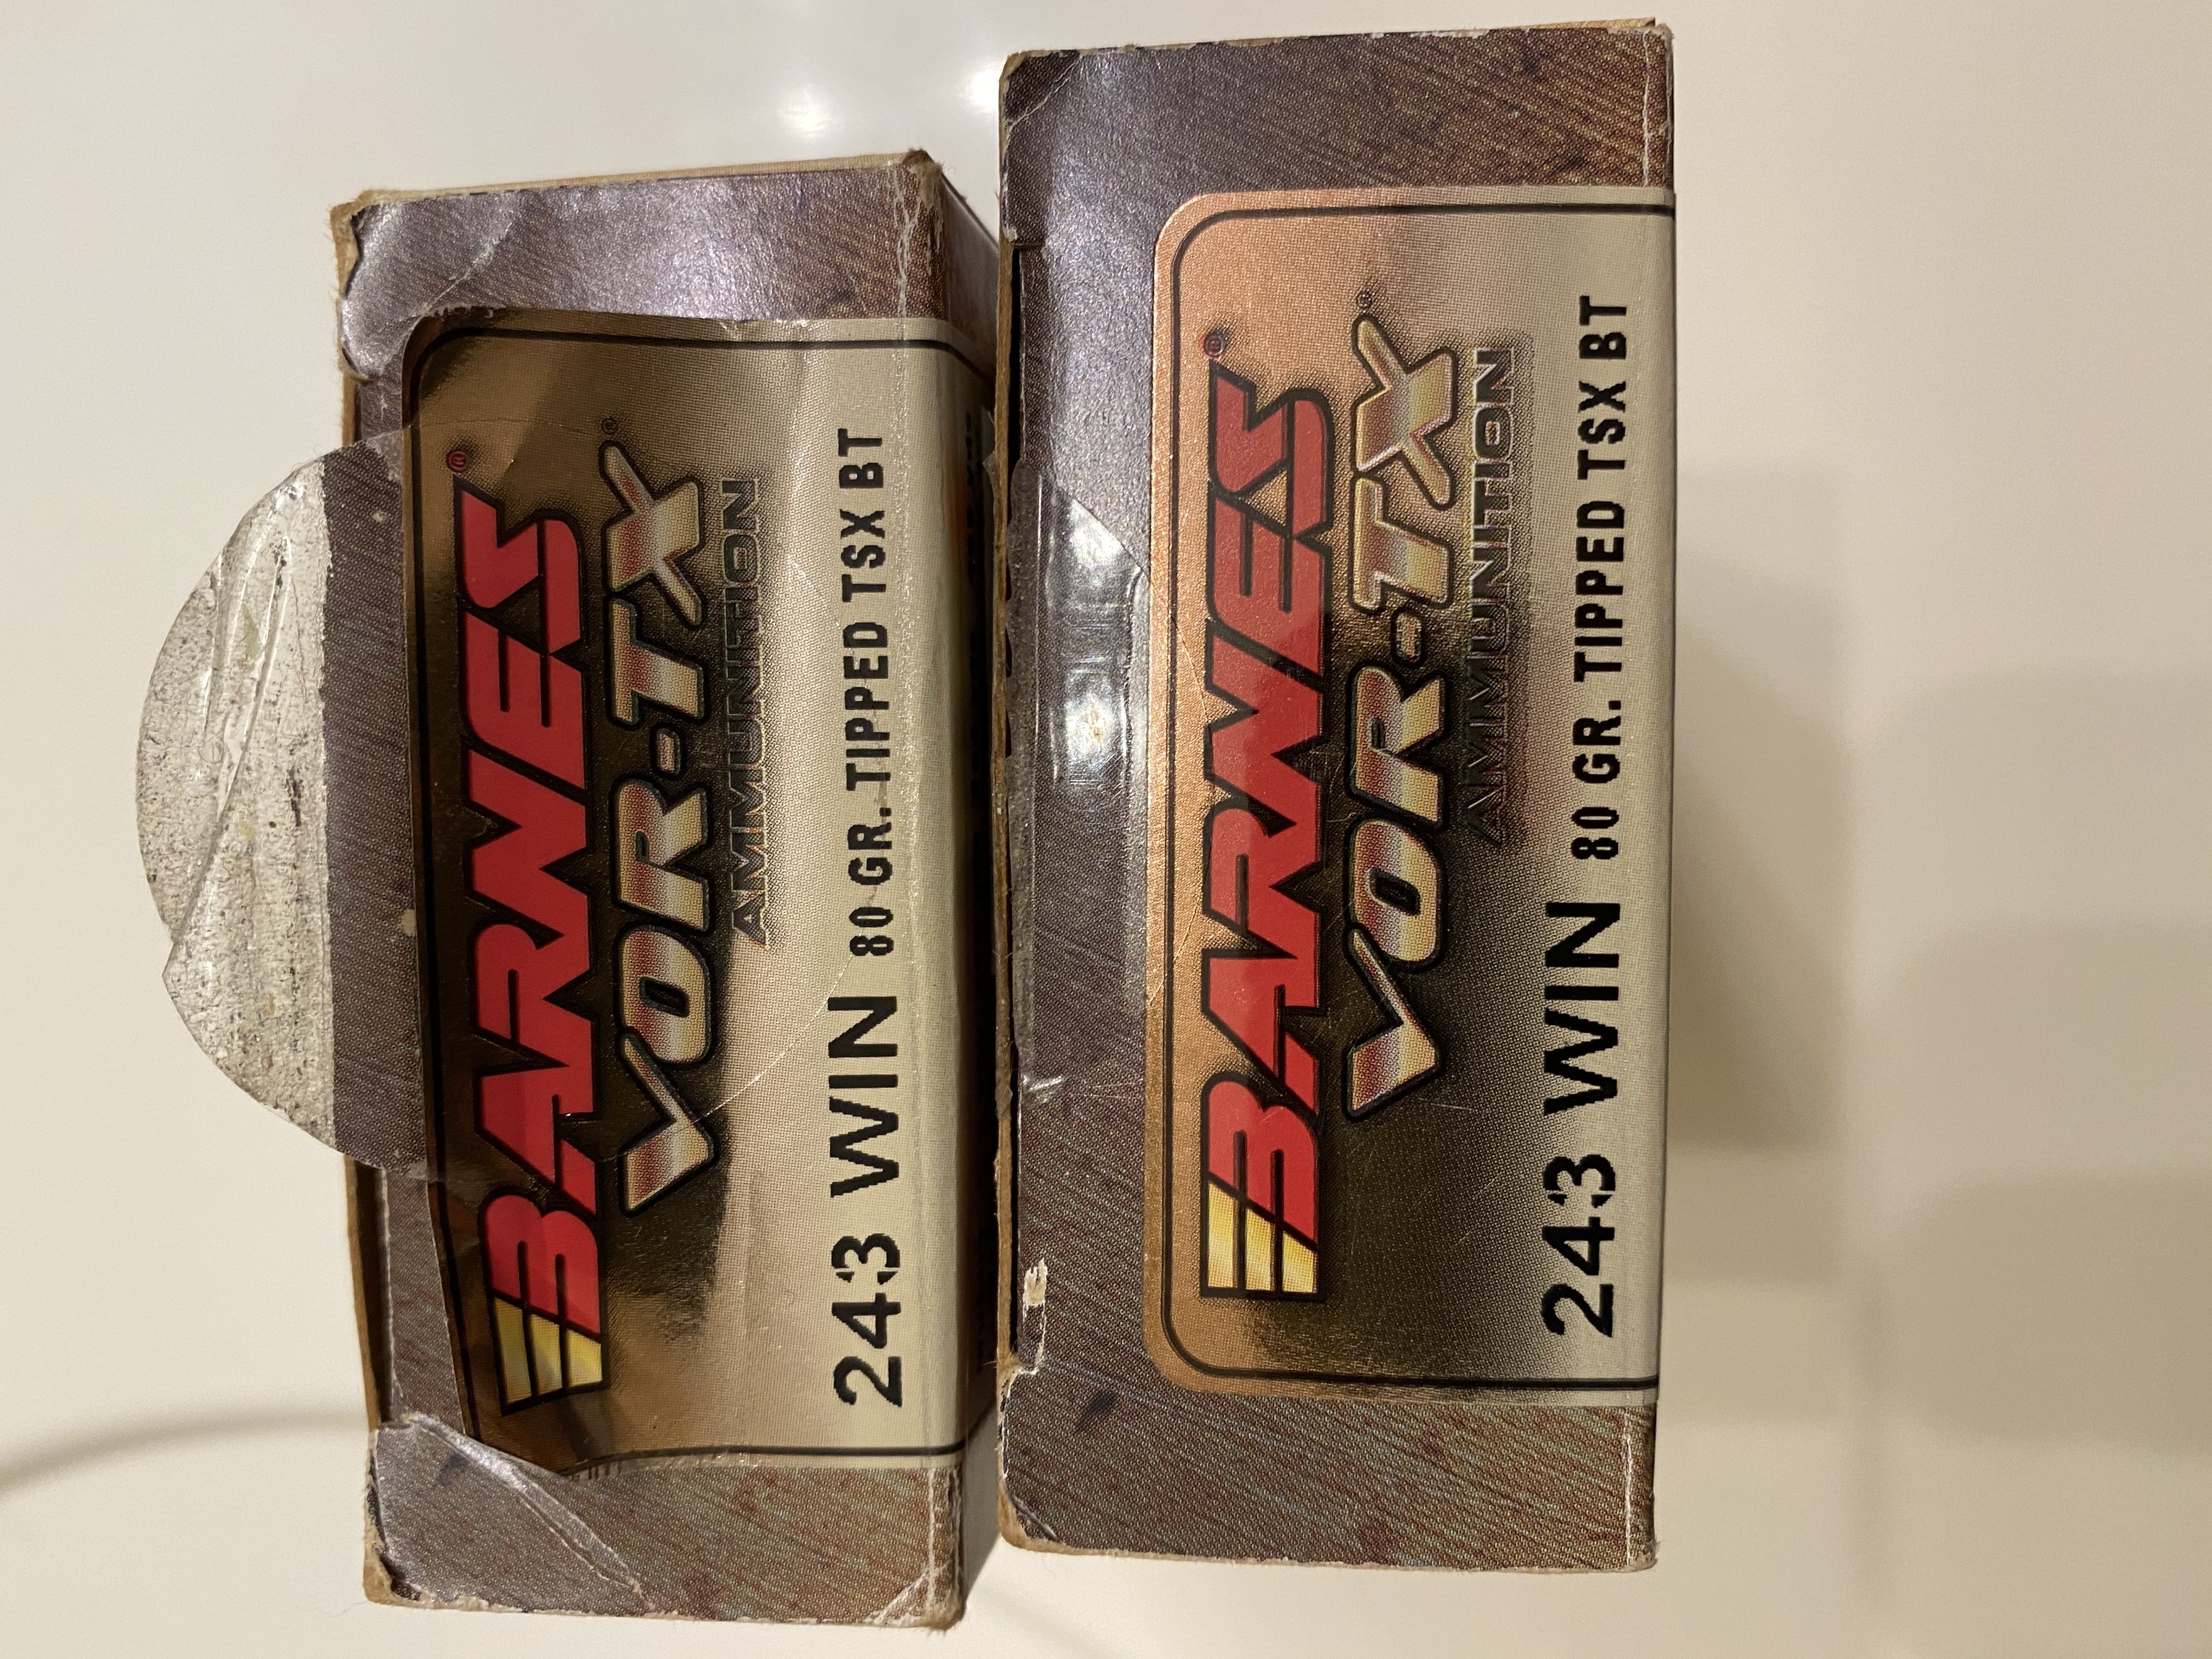 BARNES®
VOR-TX®
AMMUNITION
243 WIN 80 GR. TIPPED TSX BT
BARNES®
VOR-TX®
AMMUNITION
243 WIN 80 GR. TIPPED TSX BT